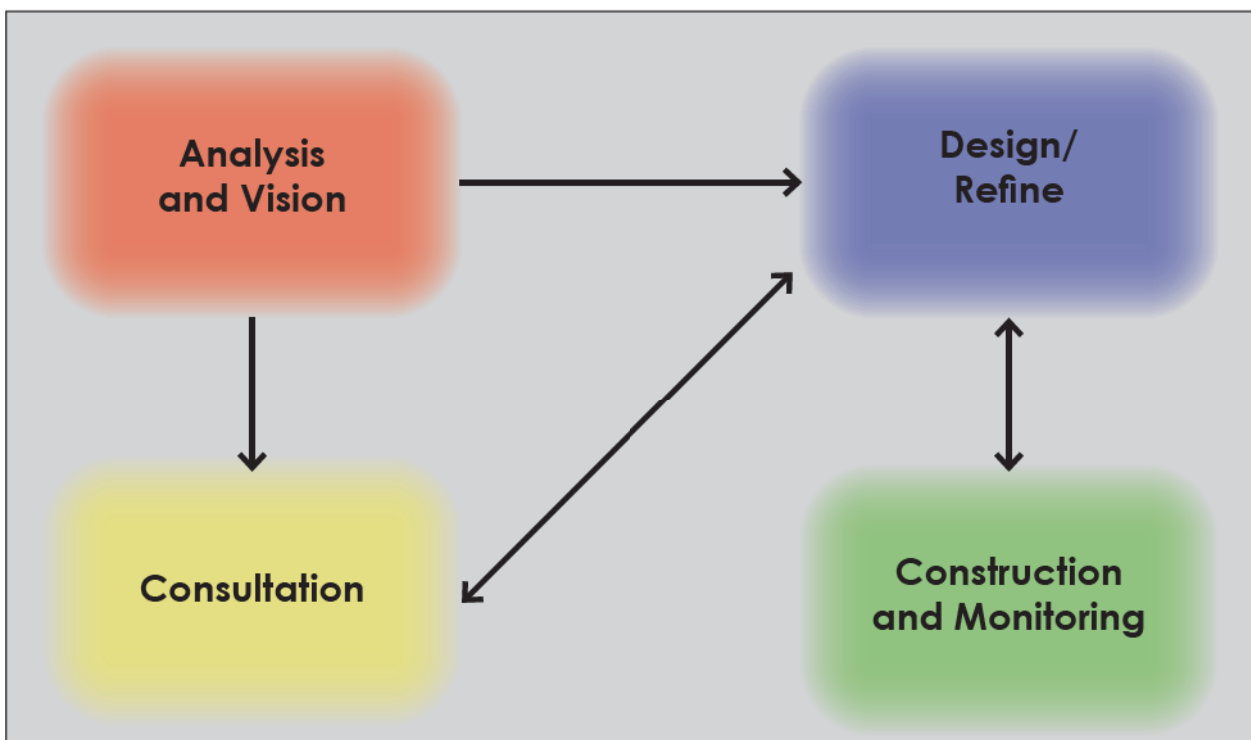 Analysis
and Vision
Design/
Refine
Consultation
Construction
and Monitoring